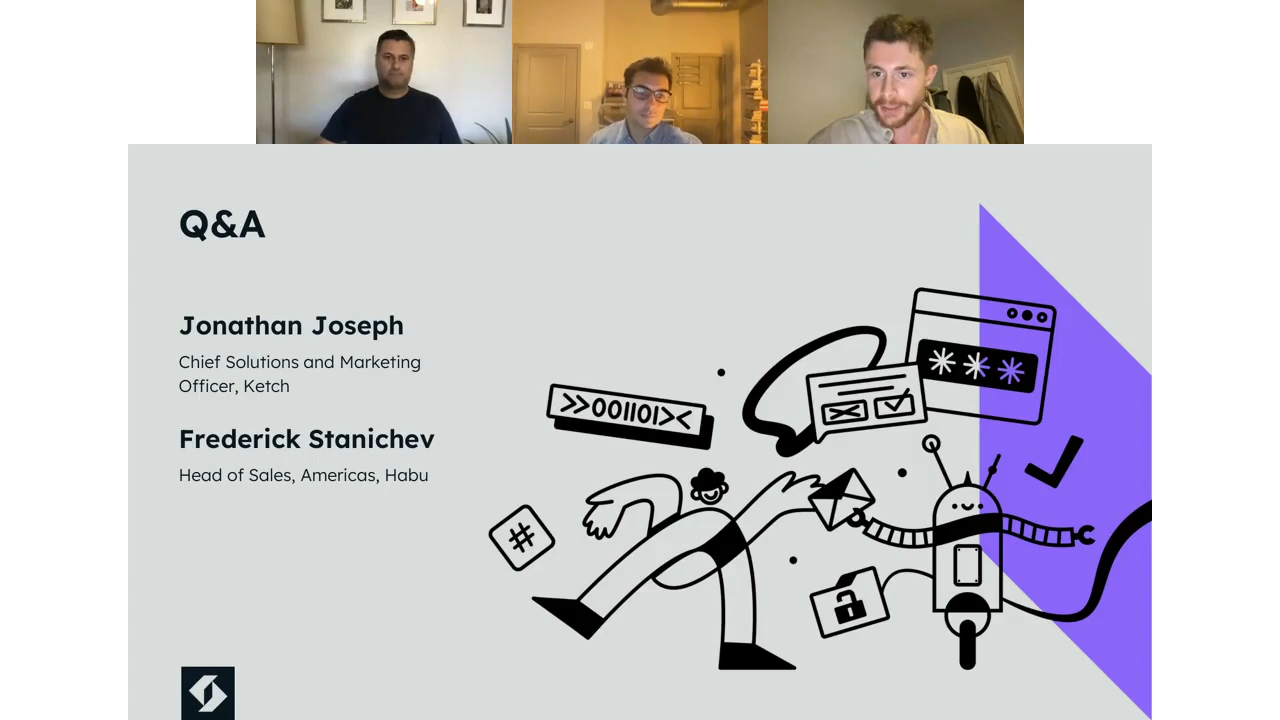 Q&A
Jonathan Joseph
Chief Solutions and Marketing
Officer, Ketch
Frederick Stanichev
Head of Sales, Americas, Habu
>>001101><
***
#